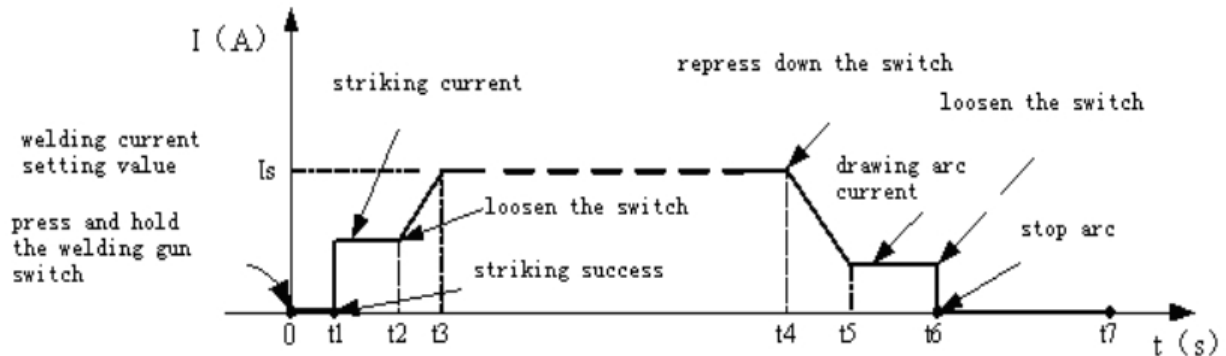 I (A)
repress down the switch
striking current
loosen the switch
welding current
setting value
Is
drawing arc
current
press and hold
the welding gun
switch
loosen the switch
stop arc
striking success
0
t1
t2
t3
t4
t5
t6
t7
t (s)